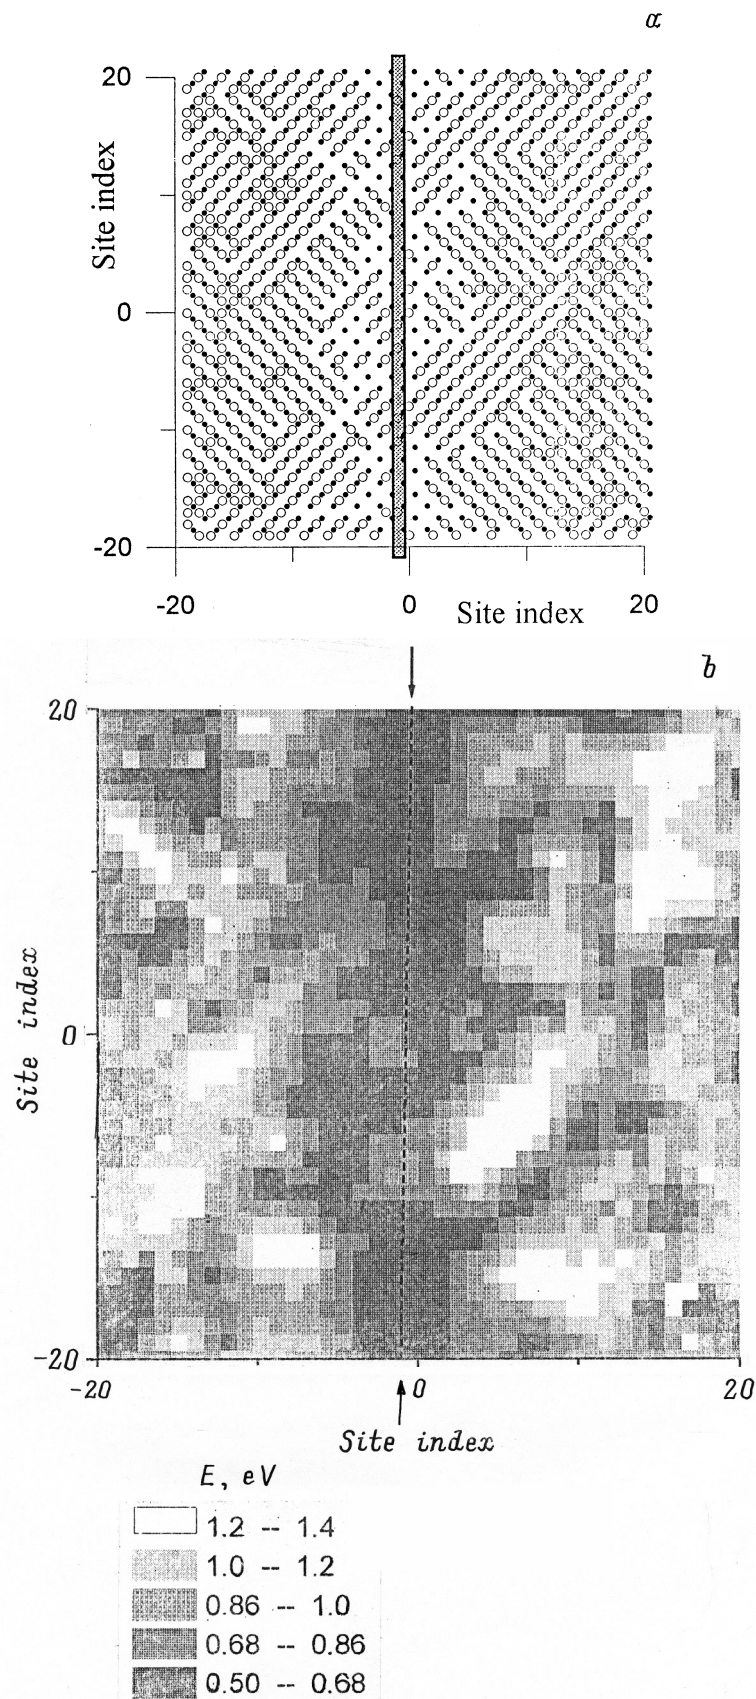 a
20
Site index
0
-20
-20 0 20
Site index
b
20
Site index
0
-20
-20 0 20
Site index
E, eV
1.2 -- 1.4
1.0 -- 1.2
0.86 -- 1.0
0.68 -- 0.86
0.50 -- 0.68